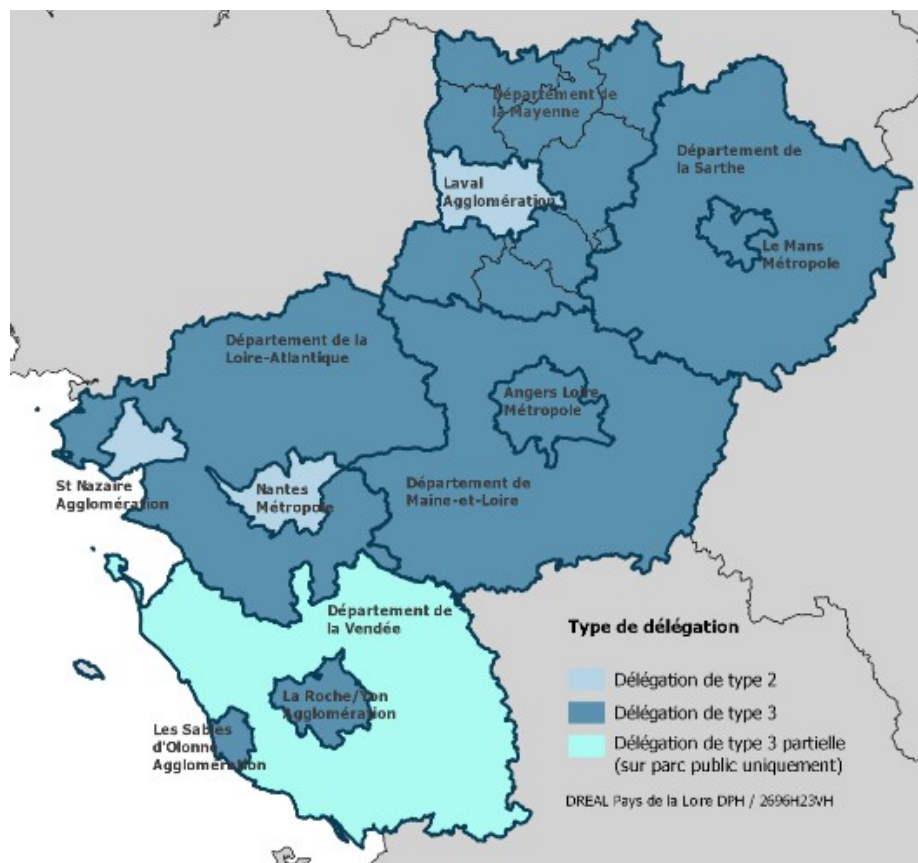 Département de
la Mayenne
Département de
la Sarthe
Laval
Agglomération
Le Mans
Métropole
Département de la
Loire-Atlantique
Angers Loire
Métropole
St Nazaire
Agglomération
Nantes
Métropole
Département de
Maine-et-Loire
Département de
la Vendée
La Roche/Yon
Agglomération
Les Sables
d'Olonne
Agglomération
Type de délégation
Délégation de type 2
Délégation de type 3
Délégation de type 3 partielle
(sur parc public uniquement)
DREAL Pays de la Lore DPH / 2696H23VH